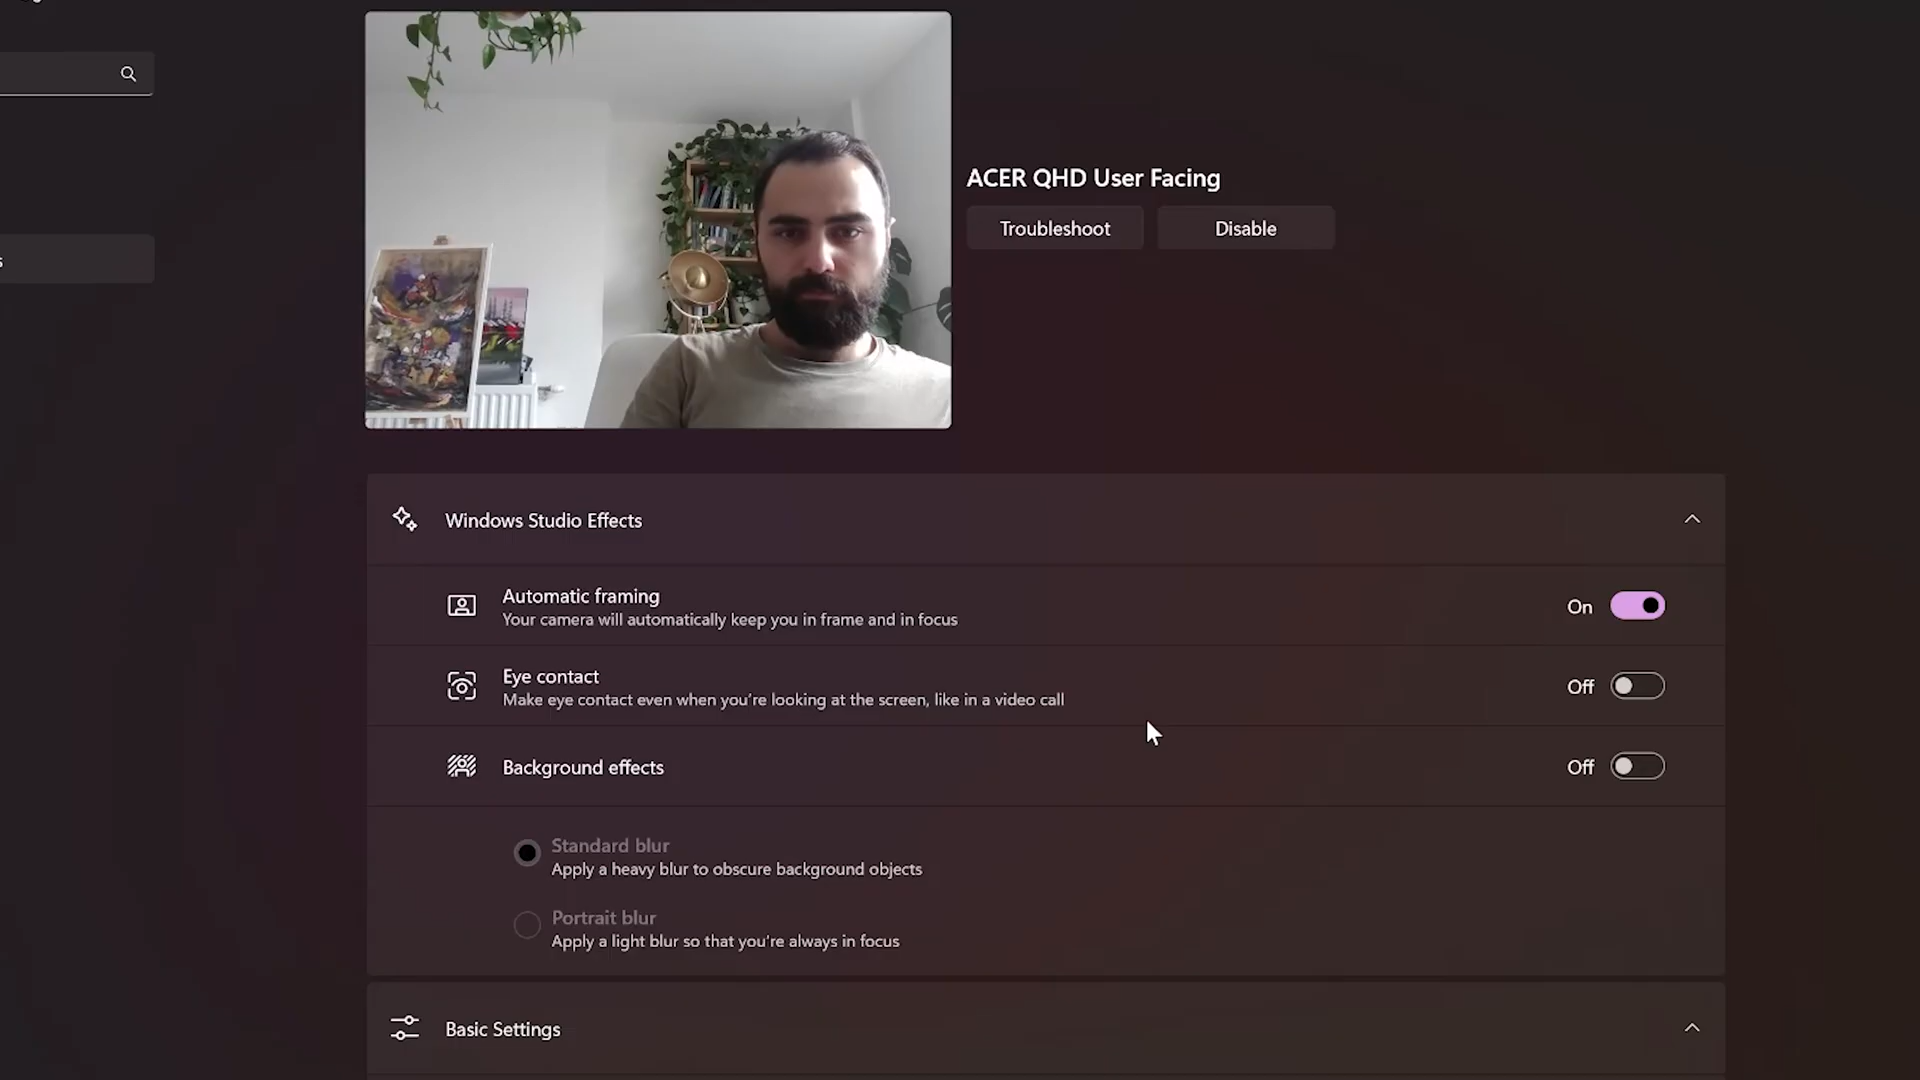 ACER QHD User Facing
Troubleshoot
Disable
s
Windows Studio Effects
Automatic framing
Your camera will automatically keep you in frame and in focus
On
Eye contact
Make eye contact even when you're looking at the screen, like in a video call
Off
Background effects
Off
Standard blur
Apply a heavy blur to obscure background objects
Portrait blur
Apply a light blur so that you're always in focus
Basic Settings